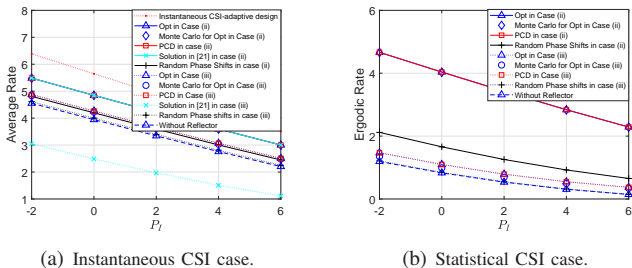 8
7
6
5
4
3
2
1
Average Rate
-2
0
2
4
6
P_l
Instantaneous CSI-adaptive design
Opt in Case (ii)
Monte Carlo for Opt in Case (ii)
PCD in case (ii)
Solution in [21] in case (ii)
Random Phase Shifts in case (ii)
Opt in Case (iii)
Monte Carlo for Opt in Case (iii)
PCD in Case (iii)
Solution in [21] in case (iii)
Random Phase shifts in case (iii)
Without Reflector
(a) Instantaneous CSI case.
6
4
2
0
Ergodic Rate
-2
0
2
4
6
P_l
Opt in Case (ii)
Monte Carlo for Opt in Case (ii)
PCD in case (ii)
Random Phase Shifts in case (ii)
Opt in Case (iii)
Monte Carlo for Opt in Case (iii)
PCD in Case (iii)
Random Phase shifts in case (iii)
Without Reflector
(b) Statistical CSI case.